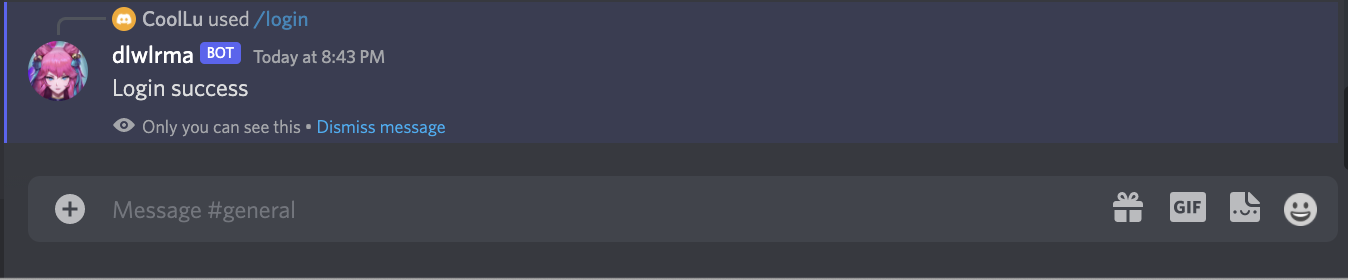 CoolLu used /login
dlwlrma BOT Today at 8:43 PM
Login success
Only you can see this • Dismiss message
Message #general
GIF